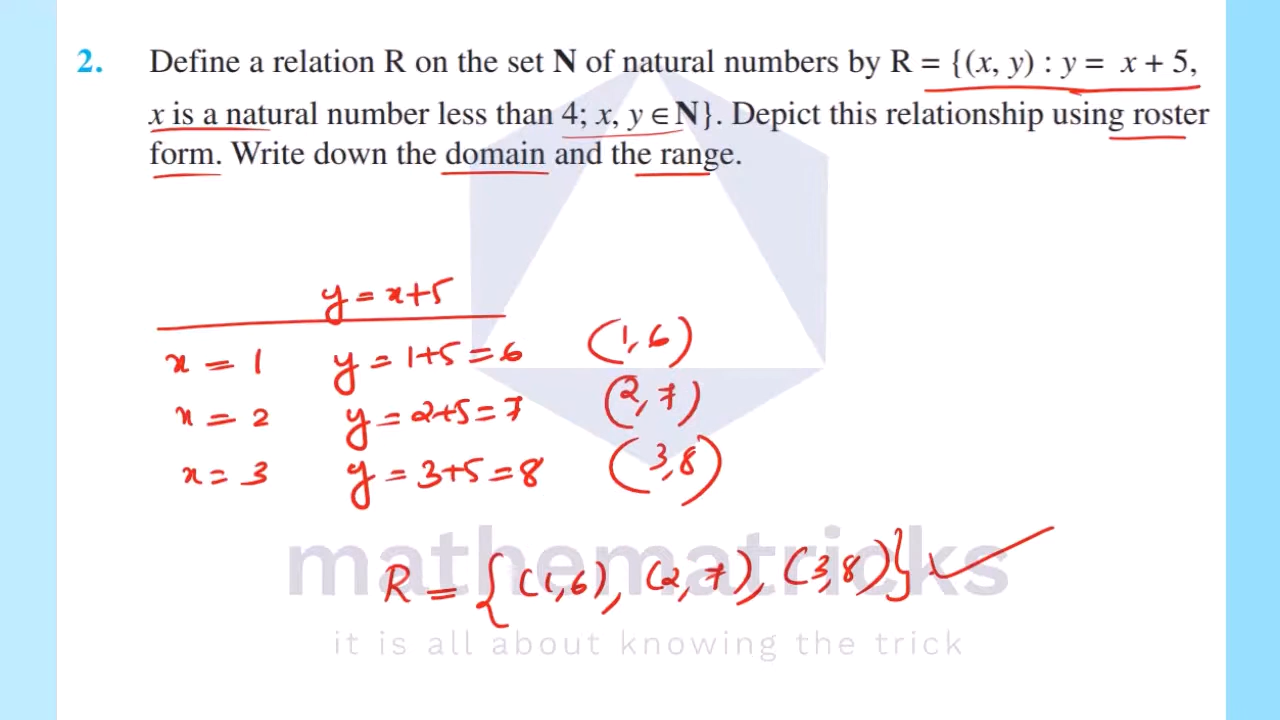 2. Define a relation R on the set N of natural numbers by R = {(x, y) : y = x + 5,
x is a natural number less than 4; x, y ∈ N}. Depict this relationship using roster
form. Write down the domain and the range.
y = x+5
x = 1 y = 1+5 = 6 (1,6)
x = 2 y = 2+5 = 7 (2,7)
x = 3 y = 3+5 = 8 (3,8)
mathematricks
R = {(1,6), (2,7), (3,8)}
it is all about knowing the trick